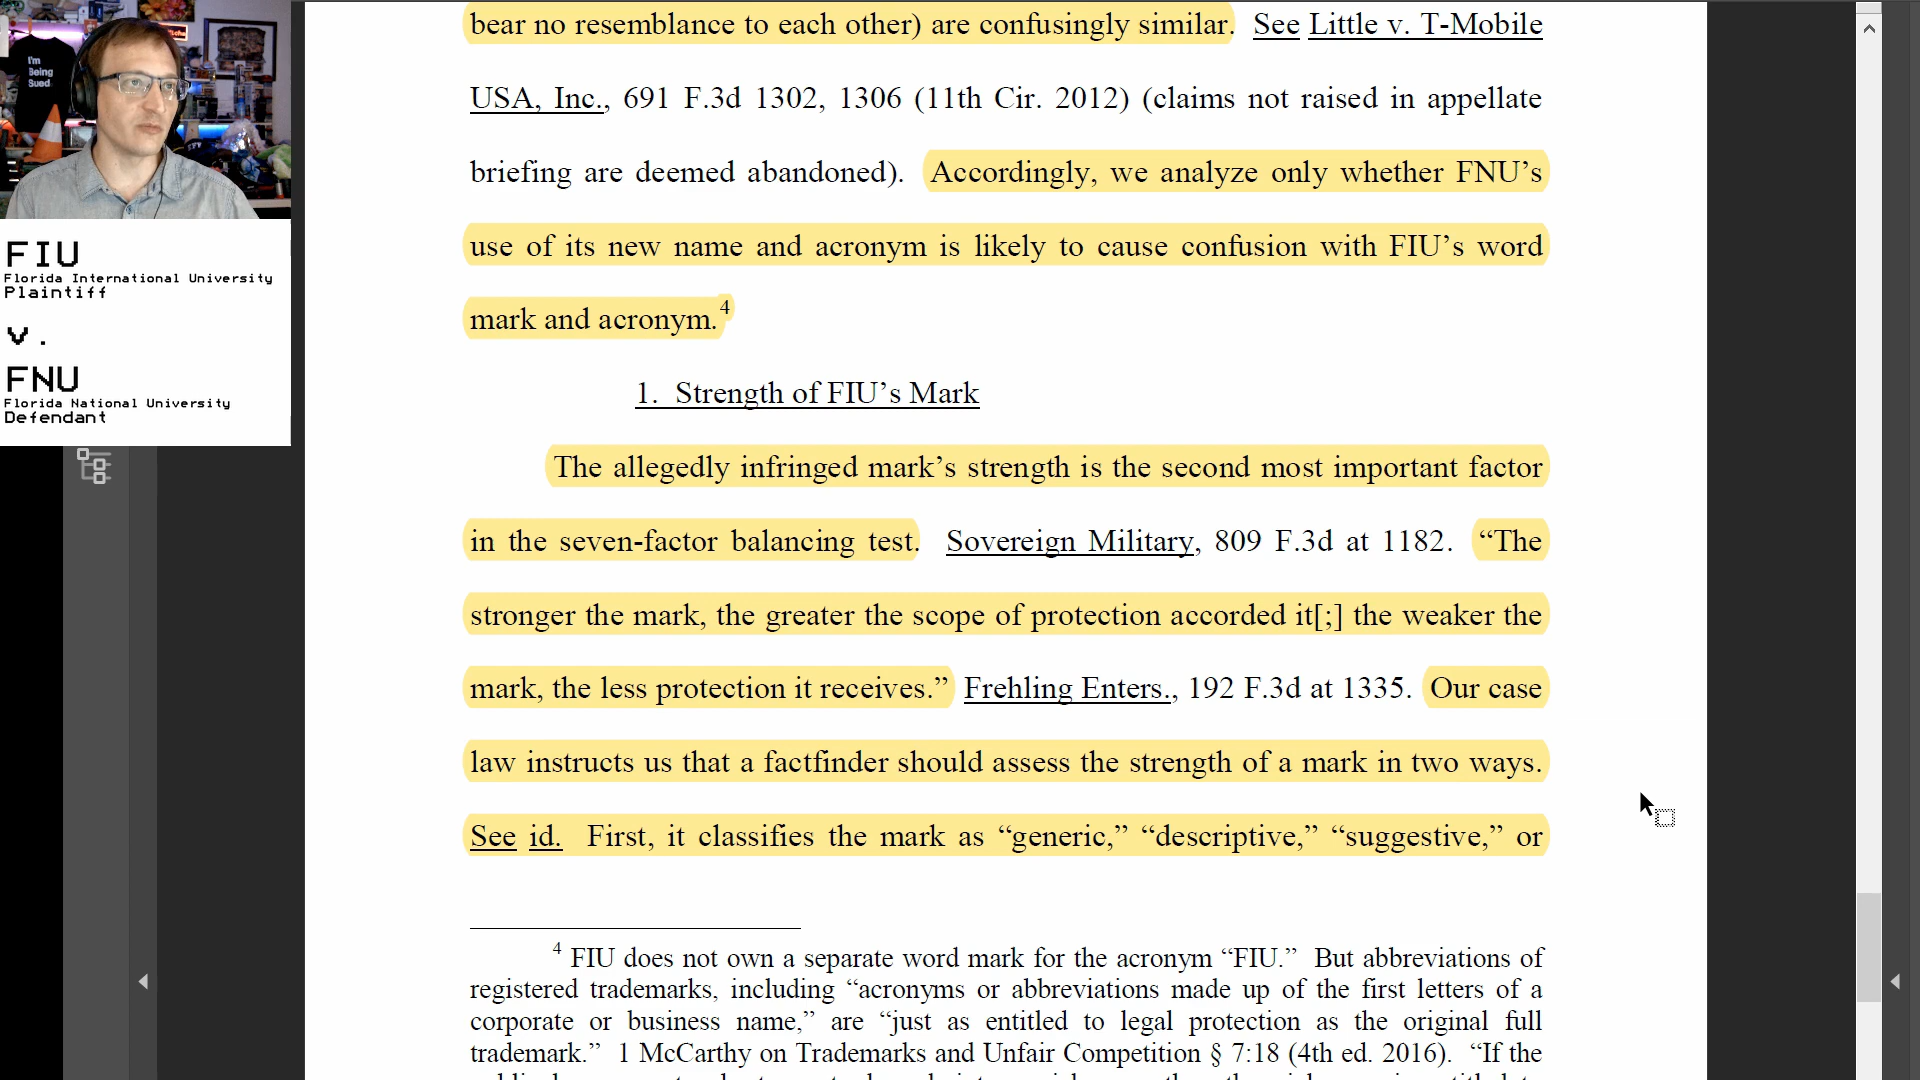 I'm
Being
Sued
FIU
Florida International University
Plaintiff
v.
FNU
Florida National University
Defendant
bear no resemblance to each other) are confusingly similar. See Little v. T-Mobile
USA, Inc., 691 F.3d 1302, 1306 (11th Cir. 2012) (claims not raised in appellate
briefing are deemed abandoned). Accordingly, we analyze only whether FNU’s
use of its new name and acronym is likely to cause confusion with FIU’s word
mark and acronym.4
1. Strength of FIU’s Mark
The allegedly infringed mark’s strength is the second most important factor
in the seven-factor balancing test. Sovereign Military, 809 F.3d at 1182. “The
stronger the mark, the greater the scope of protection accorded it[;] the weaker the
mark, the less protection it receives.” Frehling Enters., 192 F.3d at 1335. Our case
law instructs us that a factfinder should assess the strength of a mark in two ways.
See id. First, it classifies the mark as “generic,” “descriptive,” “suggestive,” or
4 FIU does not own a separate word mark for the acronym “FIU.” But abbreviations of
registered trademarks, including “acronyms or abbreviations made up of the first letters of a
corporate or business name,” are “just as entitled to legal protection as the original full
trademark.” 1 McCarthy on Trademarks and Unfair Competition § 7:18 (4th ed. 2016). “If the